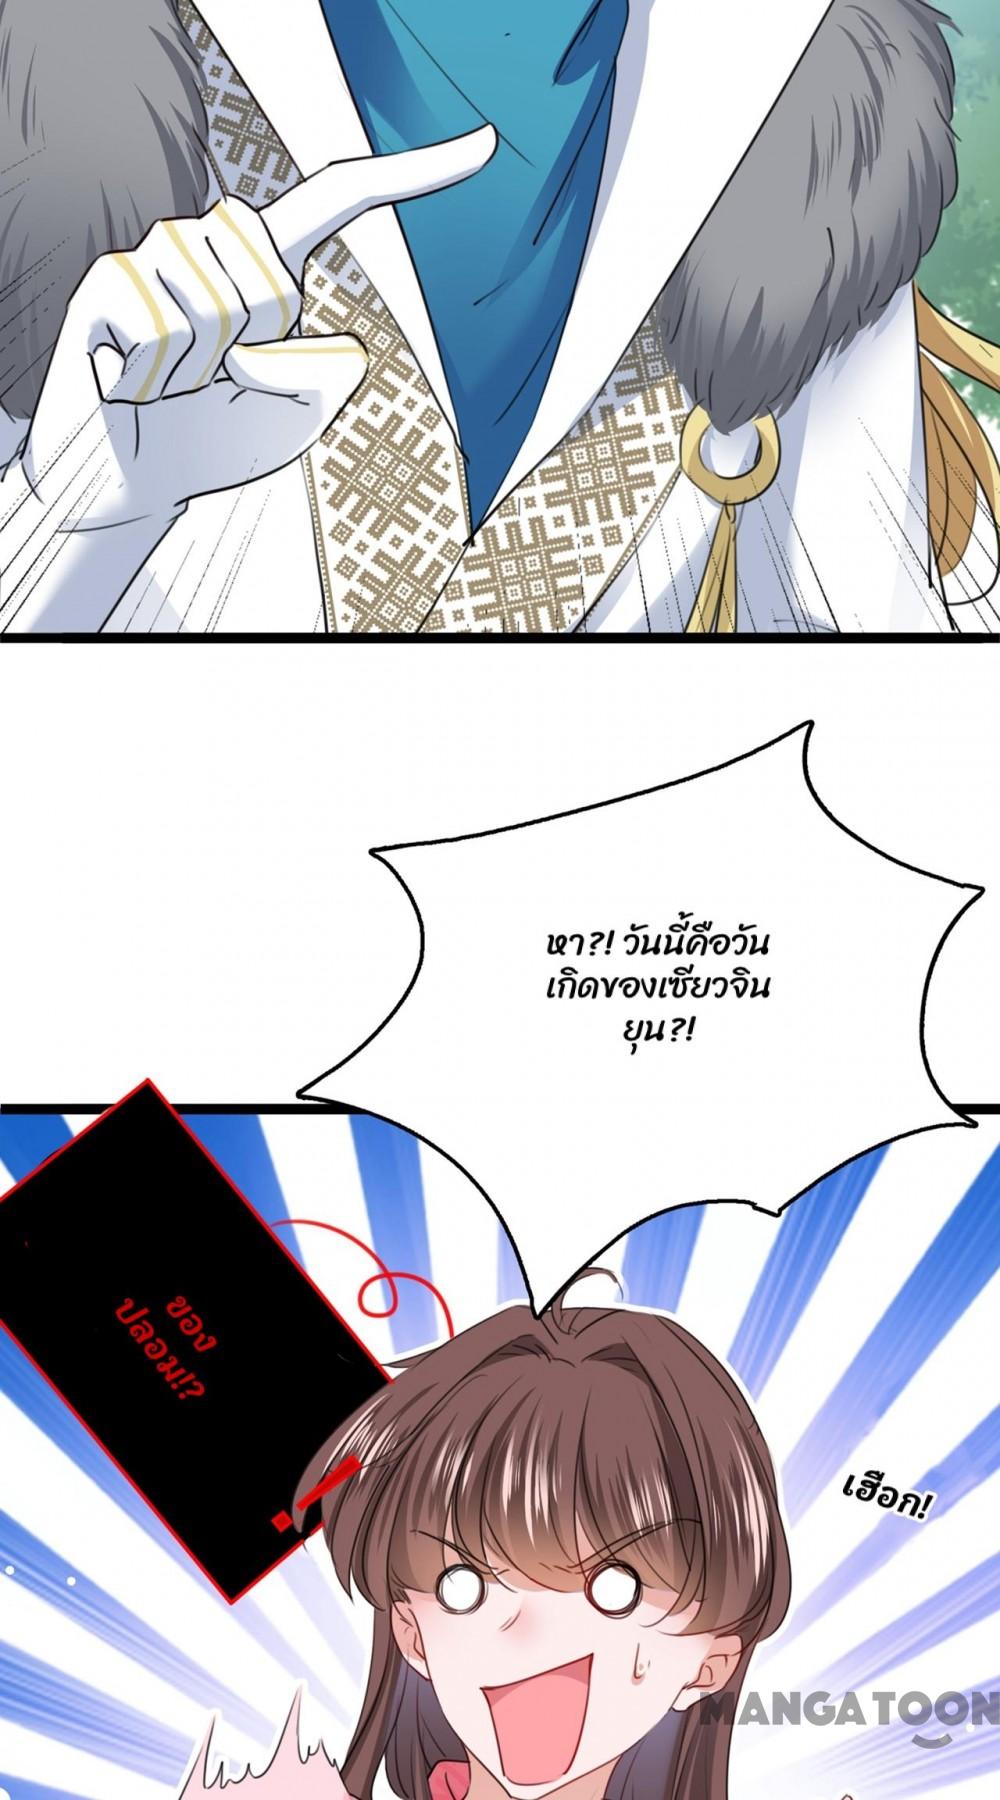 หา?! วันนี้คือวัน
เกิดของเซียวจิน
ยุน?!
ของ
ปลอม!?
เฮือก!
MANGATOON